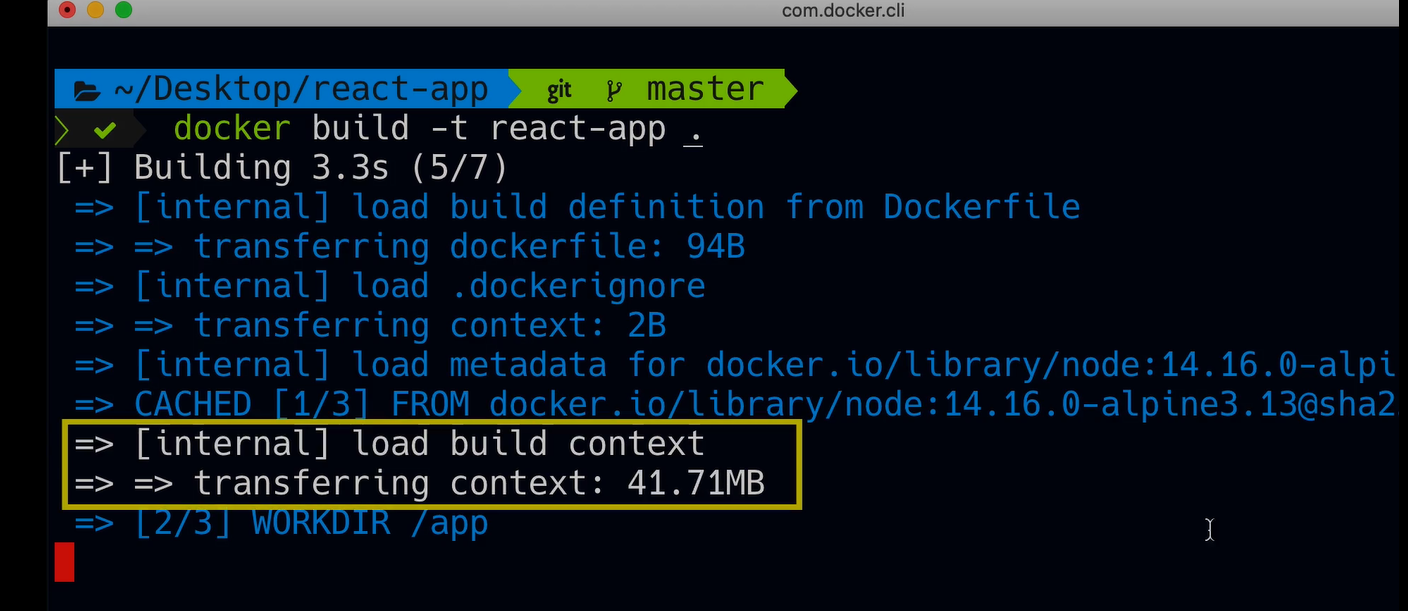 com.docker.cli
~/Desktop/react-app git master
docker build -t react-app .
[+] Building 3.3s (5/7)
=> [internal] load build definition from Dockerfile
=> => transferring dockerfile: 94B
=> [internal] load .dockerignore
=> => transferring context: 2B
=> [internal] load metadata for docker.io/library/node:14.16.0-alpi
=> CACHED [1/3] FROM docker.io/library/node:14.16.0-alpine3.13@sha2
=> [internal] load build context
=> => transferring context: 41.71MB
=> [2/3] WORKDIR /app